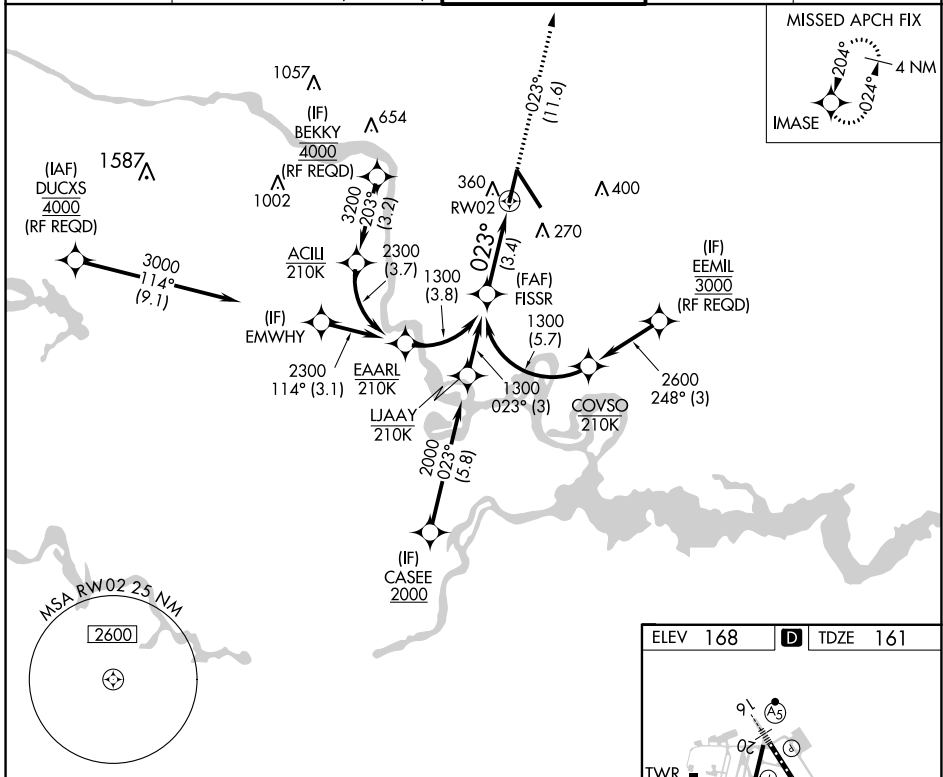 MISSED APCH FIX
204°
024°
4 NM
IMASE
023°
(11.6)
1057
(IF)
BEKKY
4000
(RF REQD)
654
(IAF)
DUCXS
4000
(RF REQD)
1587
1002
3200
203°
(3.2)
360
RW02
400
270
3000
114°
(9.1)
ACILI
210K
2300
(3.7)
1300
(3.8)
023°
(3.4)
(FAF)
FISSR
(IF)
EEMIL
3000
(RF REQD)
(IF)
EMWHY
1300
(5.7)
2300
114° (3.1)
EAARL
210K
1300
023° (3)
2600
248° (3)
COVSO
210K
LJAAY
210K
2000
023°
(5.8)
(IF)
CASEE
2000
MSA RW02 25 NM
2600
ELEV 168
D
TDZE 161
16
A5
20
P
TWR